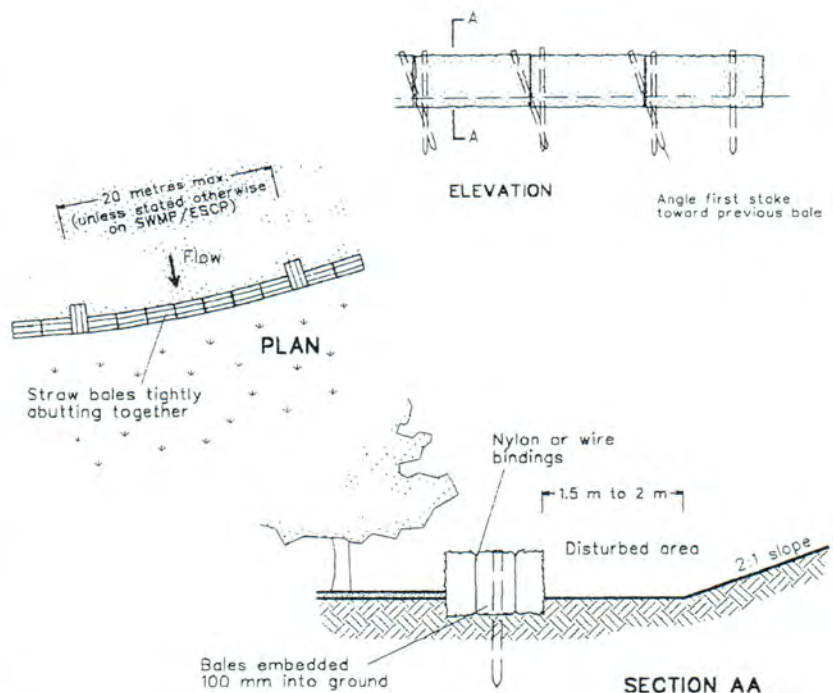 A
A
ELEVATION
Angle first stake
toward previous bale
20 metres max.
(unless stated otherwise
on SWMP/ESCP)
Flow
PLAN
Straw bales tightly
abutting together
Nylon or wire
bindings
1.5 m to 2 m
Disturbed area
2:1 slope
Bales embedded
100 mm into ground
SECTION AA